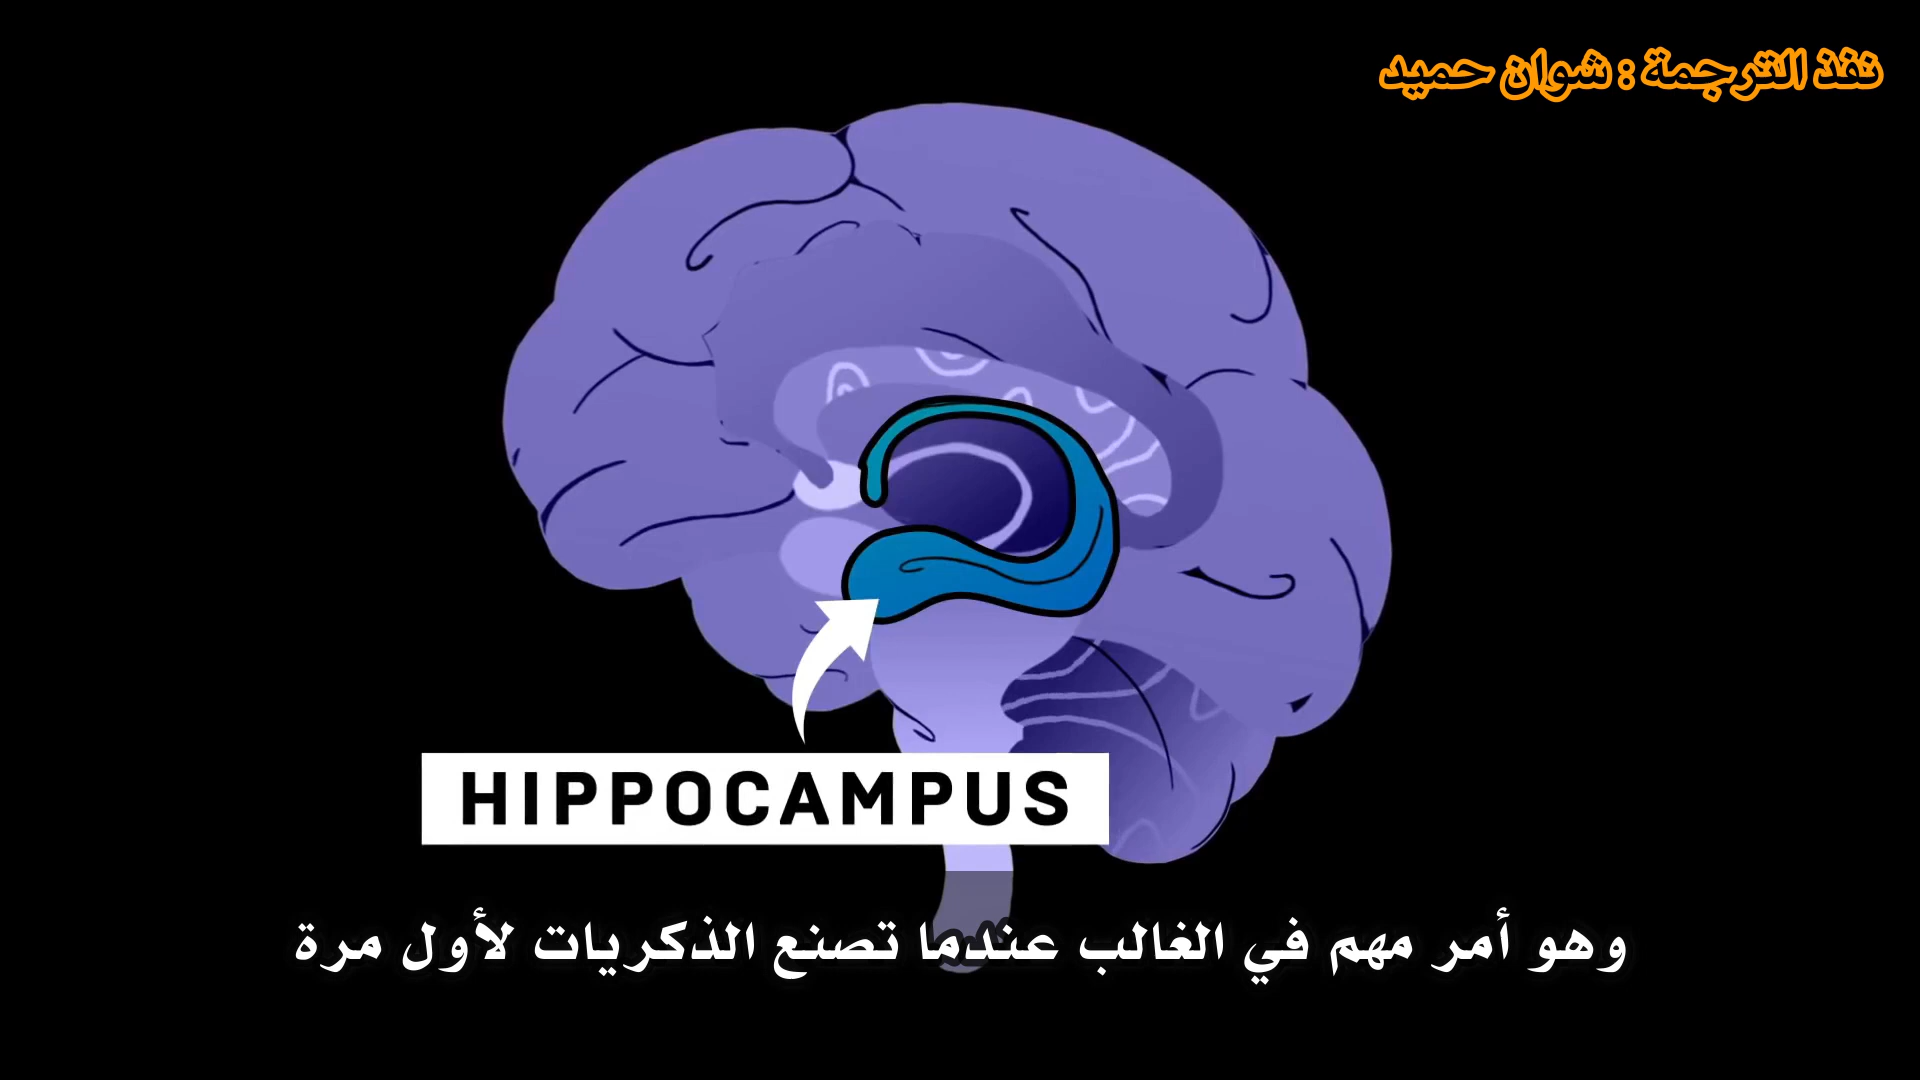 نفذ الترجمة : شوان حميد
HIPPOCAMPUS
وهو أمر مهم في الغالب عندما تصنع الذكريات لأول مرة